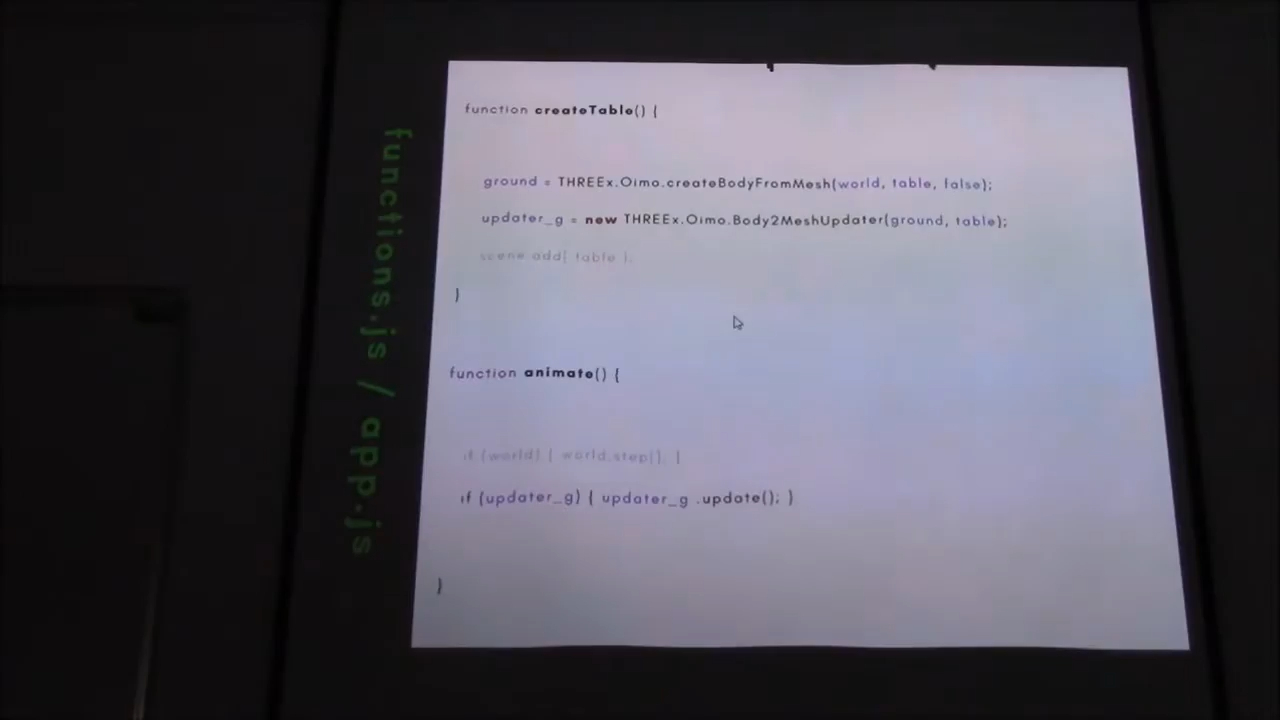 functions.js / app.js
function createTable() {
ground = THREEx.Oimo.createBodyFromMesh(world, table, false);
updater_g = new THREEx.Oimo.Body2MeshUpdater(ground, table);
scene.add( table );
}
function animate() {
if (world) { world.step(); }
if (updater_g) { updater_g .update(); }
}